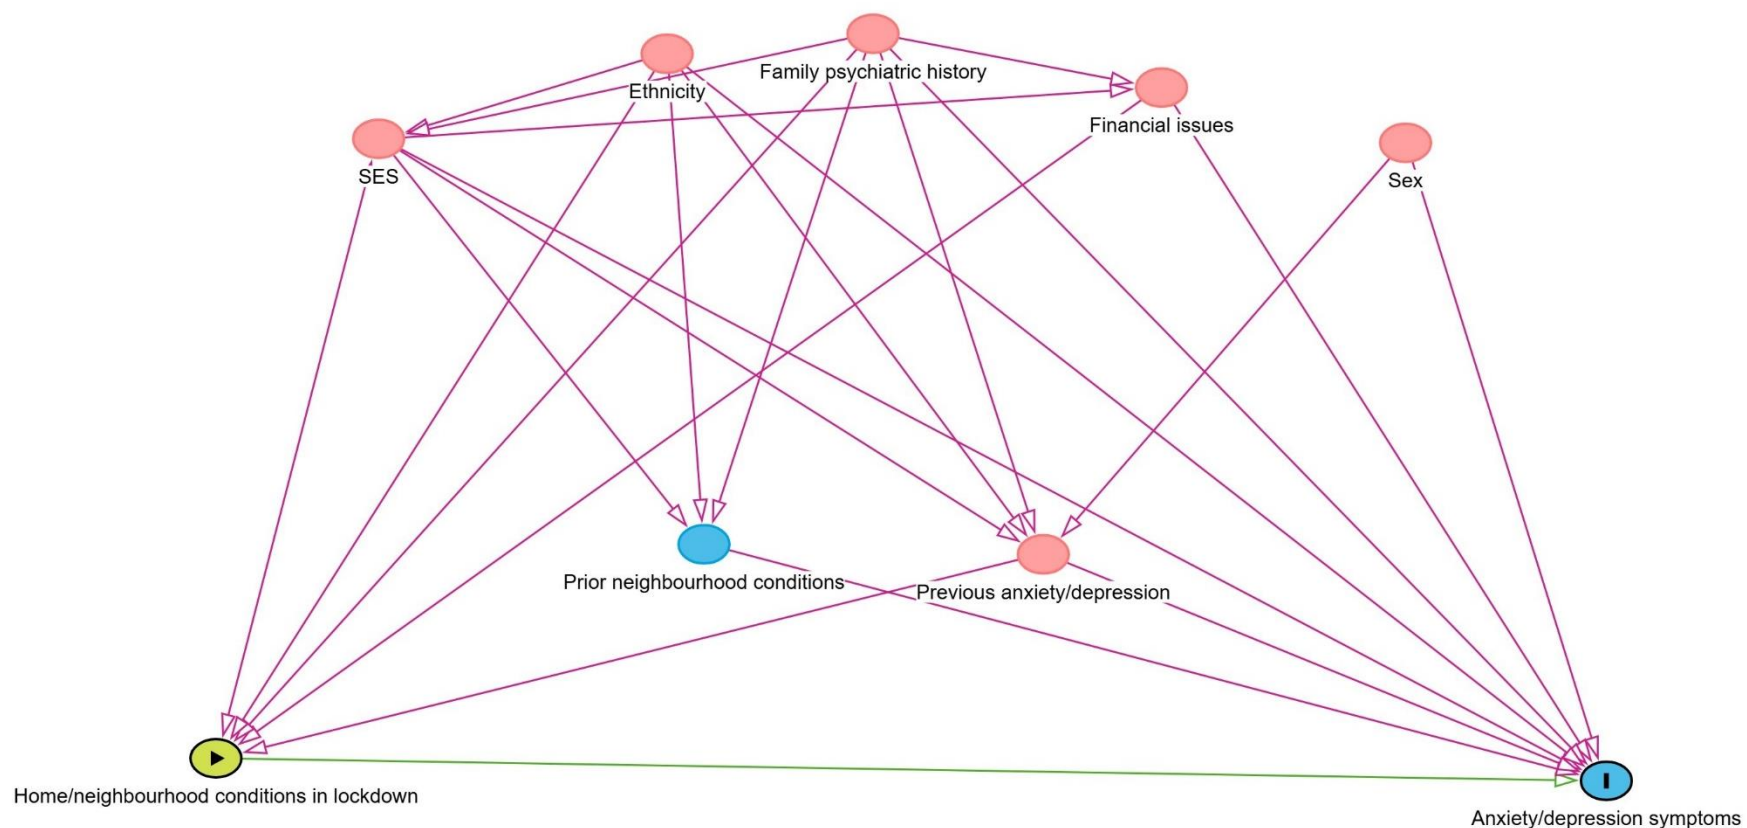 Family psychiatric history
Ethnicity
Financial issues
SES
Sex
Prior neighbourhood conditions
Previous anxiety/depression
Home/neighbourhood conditions in lockdown
Anxiety/depression symptoms